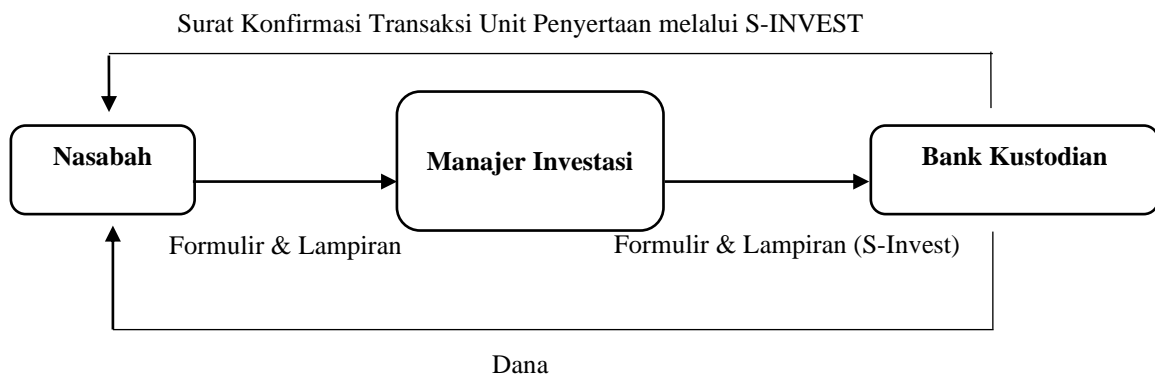 Surat Konfirmasi Transaksi Unit Penyertaan melalui S-INVEST
Nasabah
Manajer Investasi
Bank Kustodian
Formulir & Lampiran
Formulir & Lampiran (S-Invest)
Dana